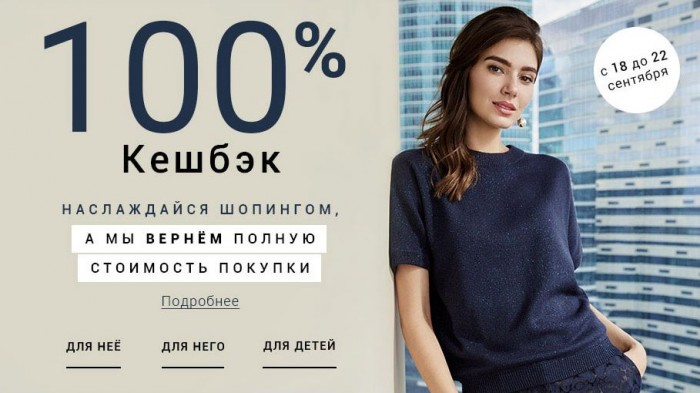 100%
Кешбэк
НАСЛАЖДАЙСЯ ШОПИНГОМ,
А МЫ ВЕРНЁМ ПОЛНУЮ
СТОИМОСТЬ ПОКУПКИ
Подробнее
ДЛЯ НЕЁ ДЛЯ НЕГО ДЛЯ ДЕТЕЙ
с 18 до 22
сентября